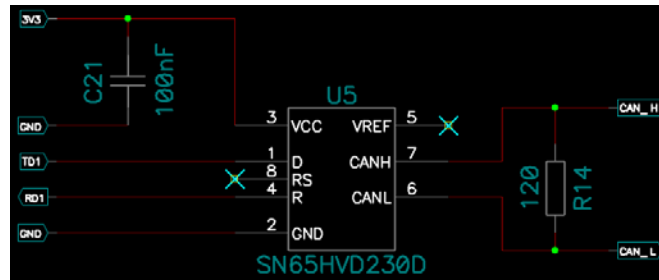 3V3
C21
100nF
GND
TD1
RD1
GND
U5
3 VCC VREF 5
1 D CANH 7
8 RS
4 R CANL 6
2 GND
SN65HVD230D
120
R14
CAN_H
CAN_L